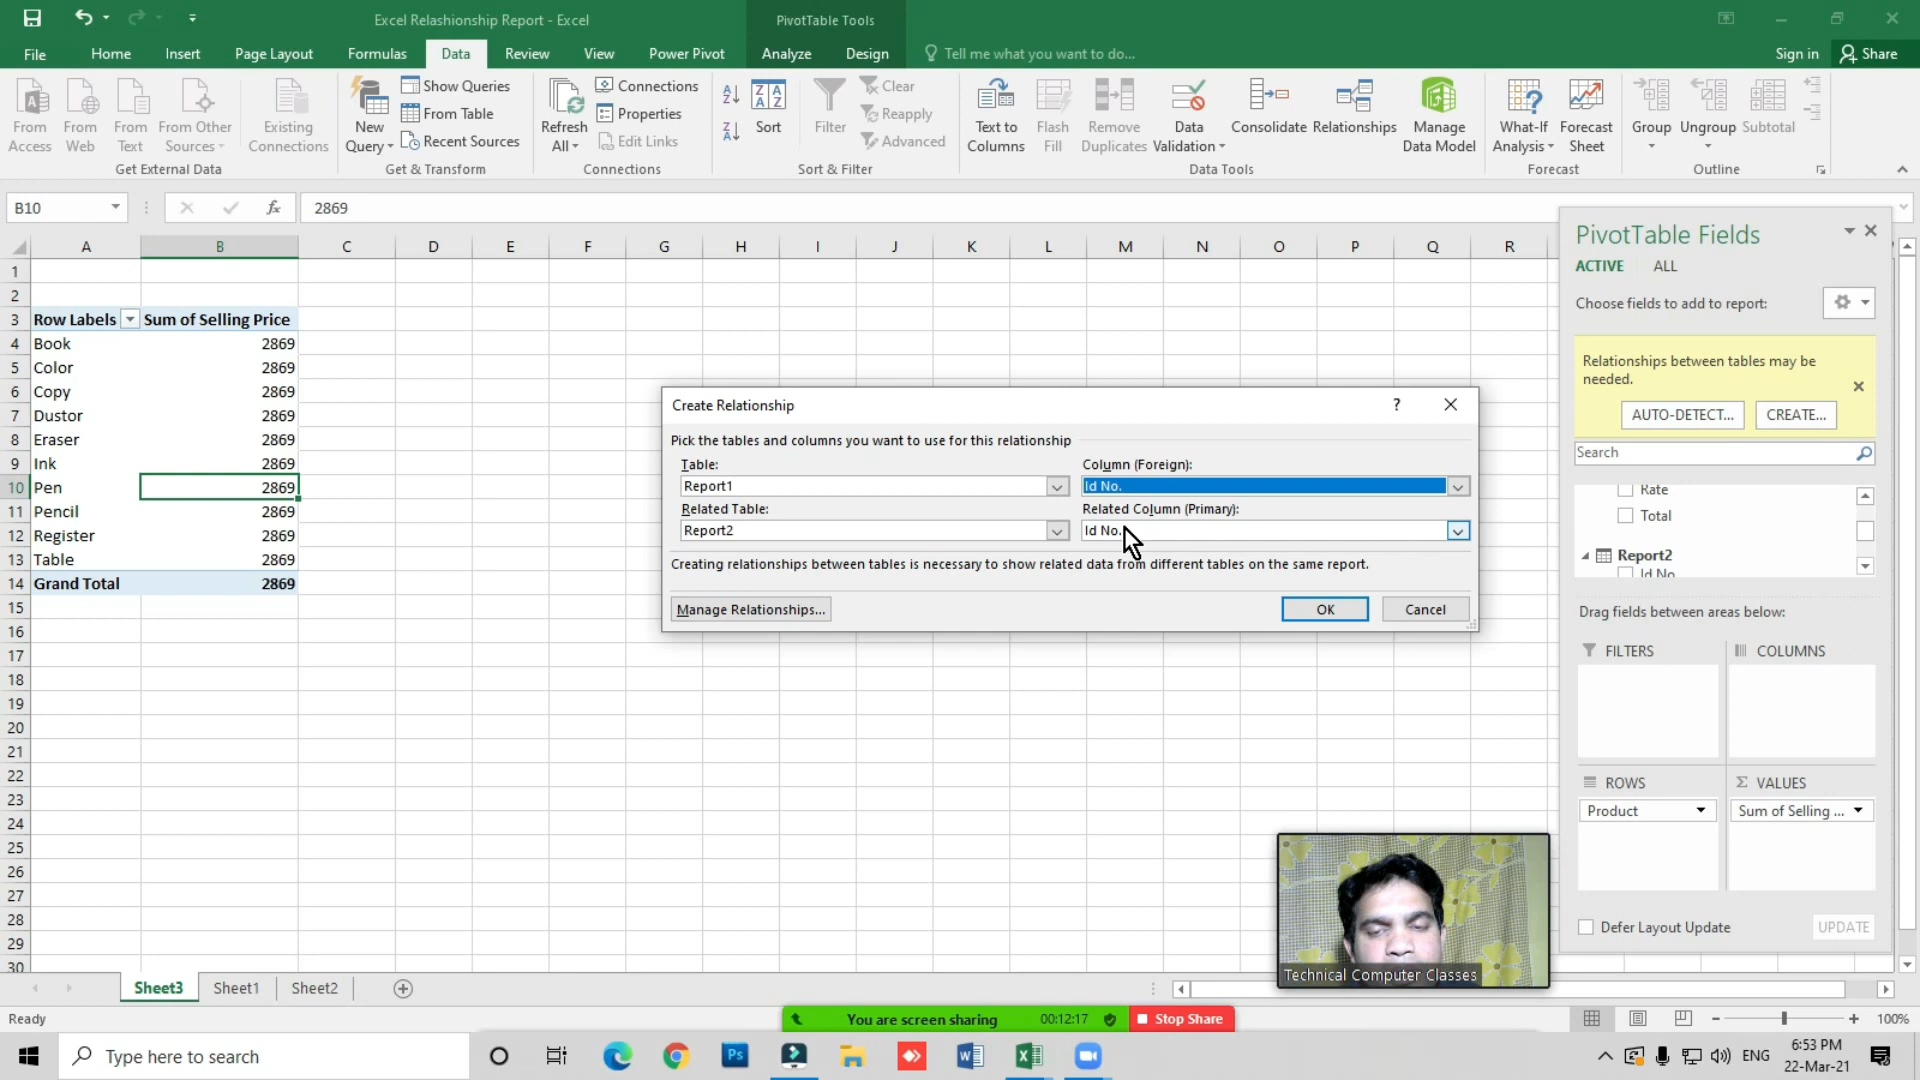 Excel Relashionship Report - Excel
PivotTable Tools
File
Home
Insert
Page Layout
Formulas
Data
Review
View
Power Pivot
Analyze
Design
Tell me what you want to do...
Sign in
Share
From Access
From Web
From Text
From Other Sources
Existing Connections
Get External Data
New Query
Show Queries
From Table
Recent Sources
Get & Transform
Refresh All
Connections
Properties
Edit Links
Connections
Sort
Filter
Clear
Reapply
Advanced
Sort & Filter
Text to Columns
Flash Fill
Remove Duplicates
Data Validation
Consolidate
Relationships
Manage Data Model
Data Tools
What-If Analysis
Forecast Sheet
Forecast
Group
Ungroup
Subtotal
Outline
B10
fx
2869
A B C D E F G H I J K L M N O P Q R
1
2
3 Row Labels Sum of Selling Price
4 Book 2869
5 Color 2869
6 Copy 2869
7 Dustor 2869
8 Eraser 2869
9 Ink 2869
10 Pen 2869
11 Pencil 2869
12 Register 2869
13 Table 2869
14 Grand Total 2869
15
16
17
18
19
20
21
22
23
24
25
26
27
28
29
30
Create Relationship
?
Pick the tables and columns you want to use for this relationship
Table:
Column (Foreign):
Report1
Id No.
Related Table:
Related Column (Primary):
Report2
Id No.
Creating relationships between tables is necessary to show related data from different tables on the same report.
Manage Relationships...
OK
Cancel
PivotTable Fields
ACTIVE
ALL
Choose fields to add to report:
Relationships between tables may be
needed.
AUTO-DETECT...
CREATE...
Search
Rate
Total
Report2
Id No
Drag fields between areas below:
FILTERS
COLUMNS
ROWS
VALUES
Product
Sum of Selling ...
Defer Layout Update
UPDATE
Technical Computer Classes
Sheet3
Sheet1
Sheet2
Ready
You are screen sharing
00:12:17
Stop Share
100%
Type here to search
Ps
ENG
6:53 PM
22-Mar-21